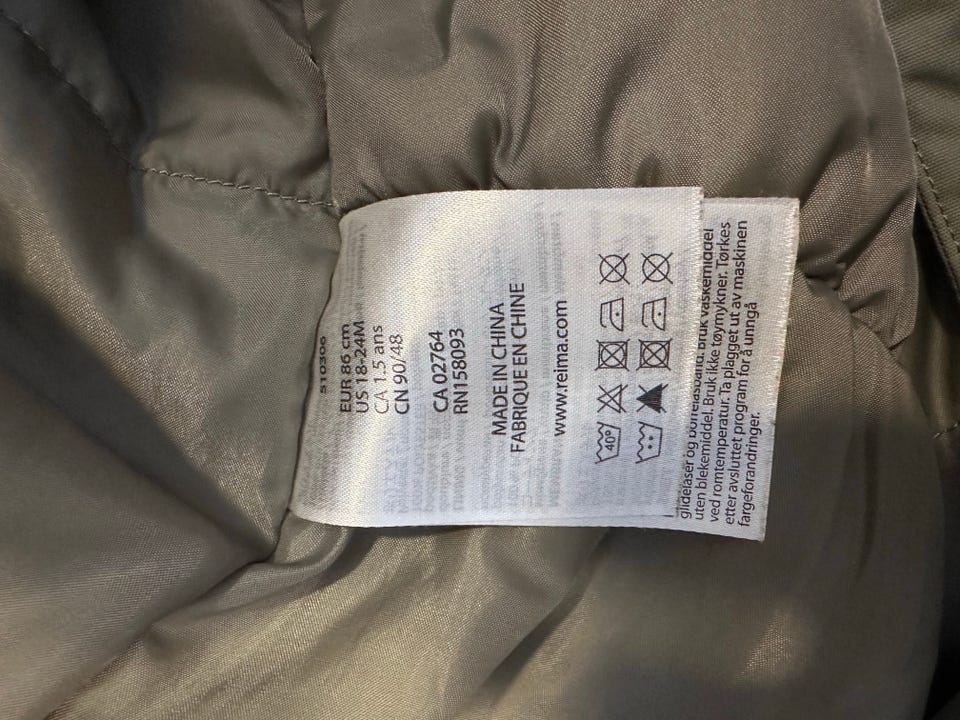 510306
EUR 86 cm
US 18-24M
CA 1.5 ans
CN 90/48
CA 02764
RN158093
MADE IN CHINA
FABRIQUE EN CHINE
www.reima.com
40°
glidelåser og borrelåsbånd. Bruk vaskemiddel
uten blekemiddel. Bruk ikke tøymykner. Tørkes
ved romtemperatur. Ta plagget ut av maskinen
etter avsluttet program for å unngå
fargeforandringer.